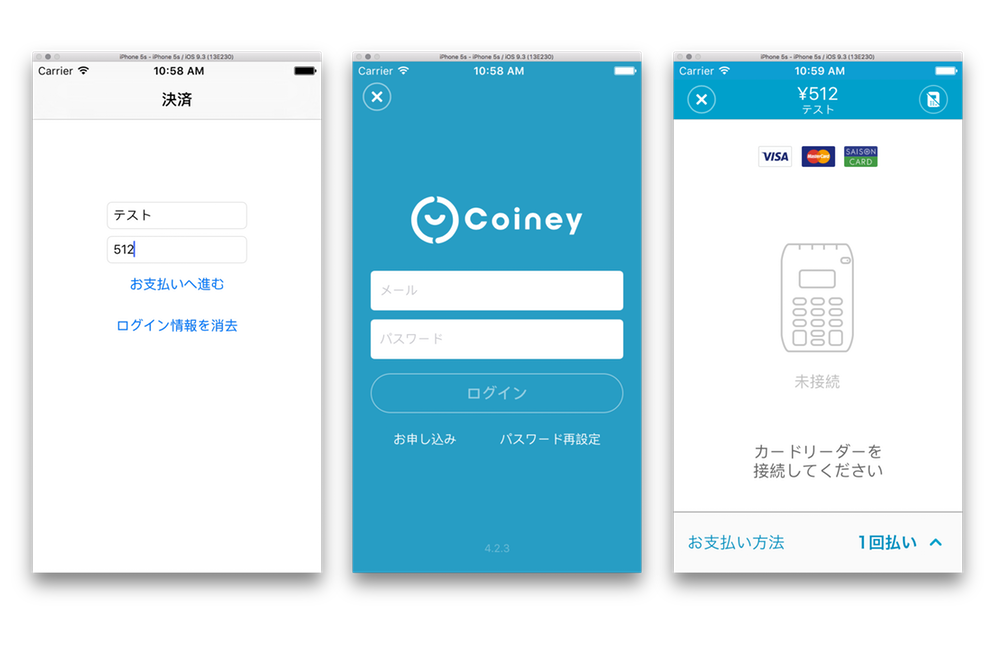 iPhone 5s - iPhone 5s / iOS 9.3 (13E230)
Carrier 10:58 AM
決済
テスト
512
お支払いへ進む
ログイン情報を消去
iPhone 5s - iPhone 5s / iOS 9.3 (13E230)
Carrier 10:58 AM
Coiney
メール
パスワード
ログイン
お申し込み パスワード再設定
4.2.3
iPhone 5s - iPhone 5s / iOS 9.3 (13E230)
Carrier 10:59 AM
¥512
テスト
VISA MasterCard SAISON CARD
未接続
カードリーダーを
接続してください
お支払い方法 1回払い